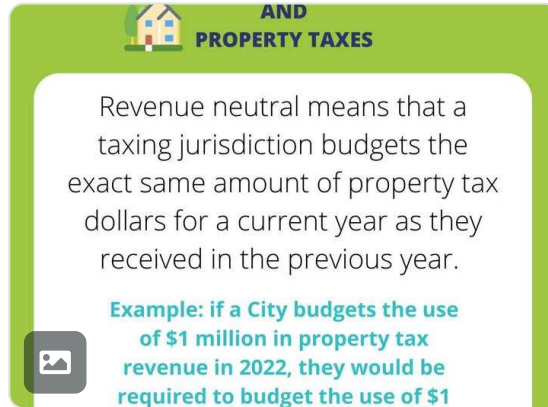 AND
PROPERTY TAXES
Revenue neutral means that a
taxing jurisdiction budgets the
exact same amount of property tax
dollars for a current year as they
received in the previous year.
Example: if a City budgets the use
of $1 million in property tax
revenue in 2022, they would be
required to budget the use of $1